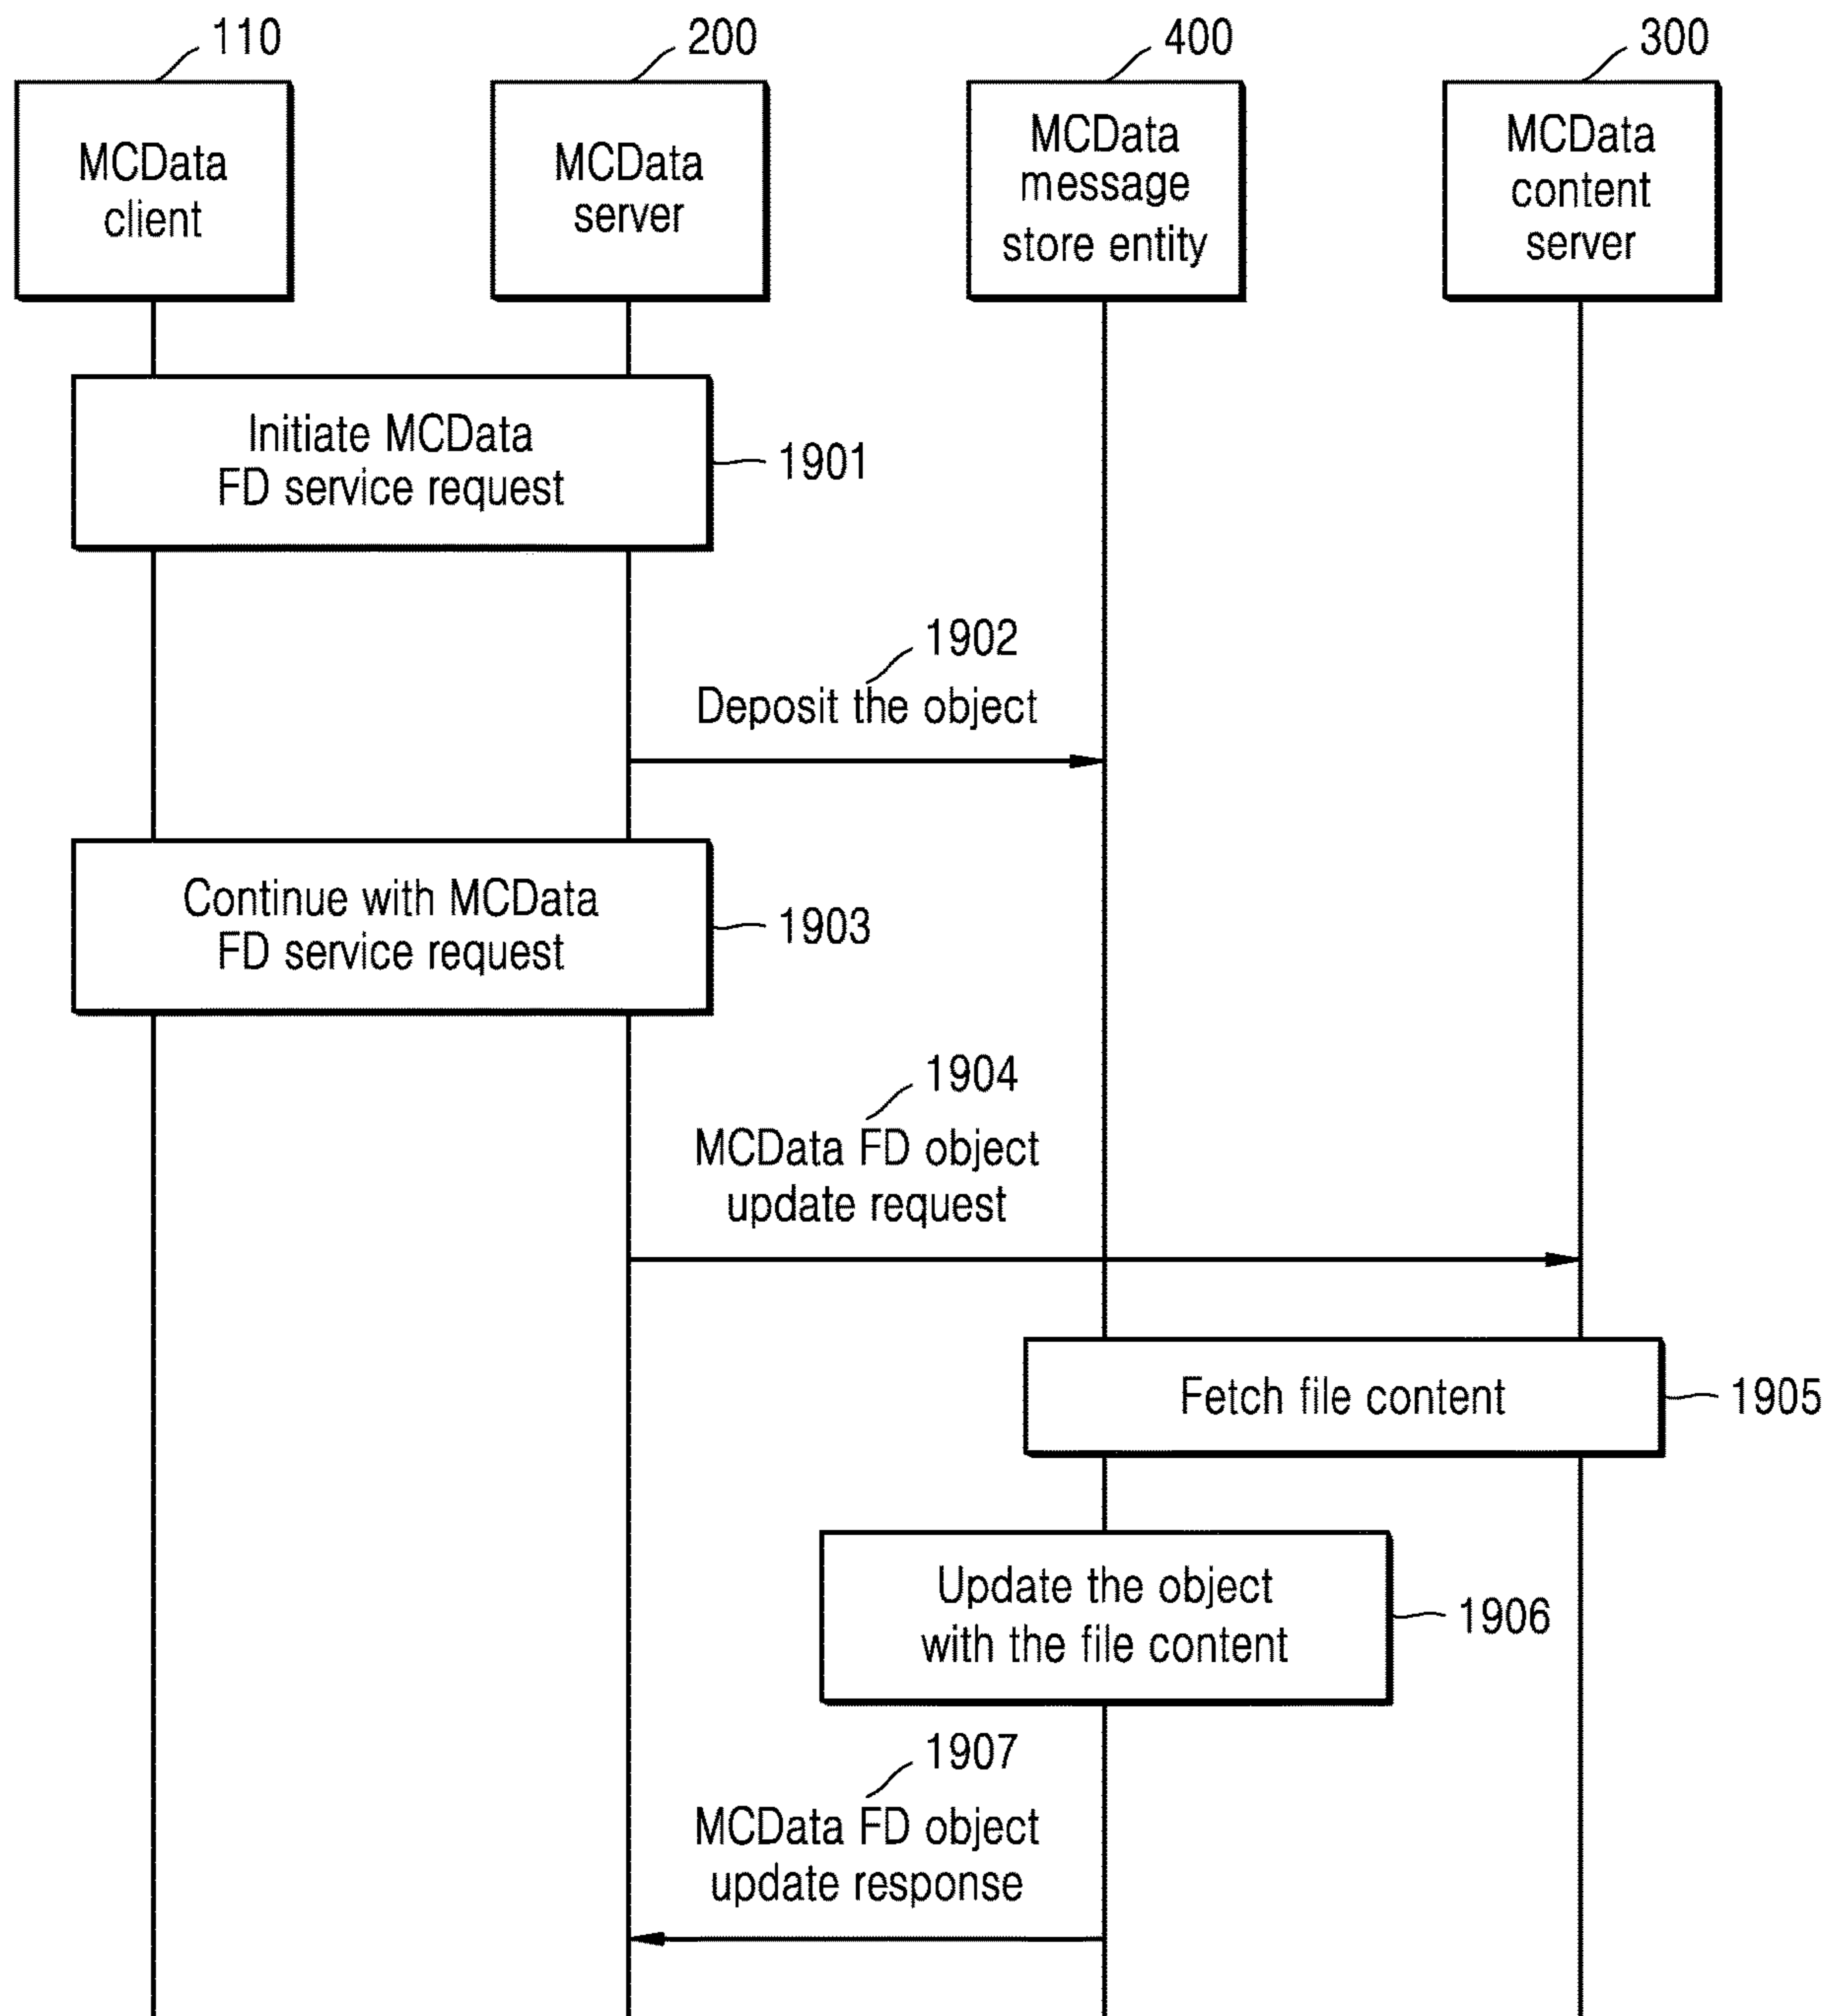 110
200
400
300
MCData
client
MCData
server
MCData
message
store entity
MCData
content
server
Initiate MCData
FD service request
1901
1902
Deposit the object
Continue with MCData
FD service request
1903
1904
MCData FD object
update request
Fetch file content
1905
Update the object
with the file content
1906
1907
MCData FD object
update response